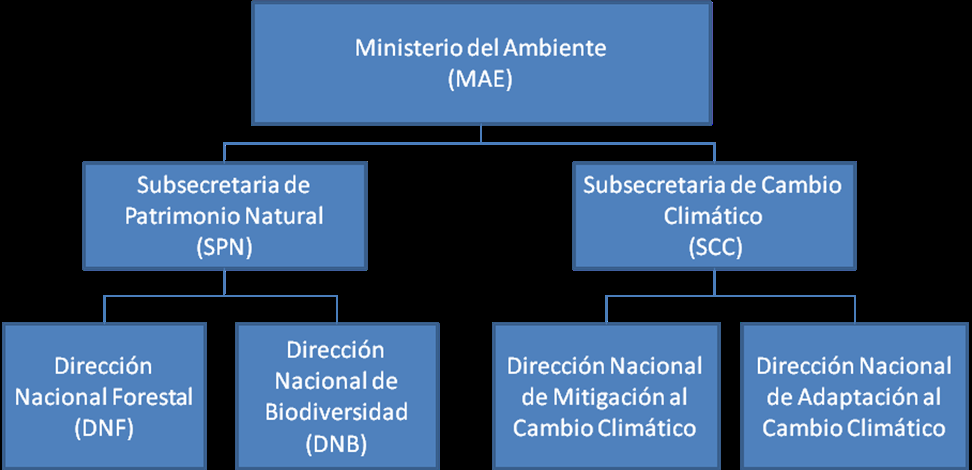 Ministerio del Ambiente
(MAE)
Subsecretaria de
Patrimonio Natural
(SPN)
Subsecretaria de Cambio
Climático
(SCC)
Dirección
Nacional Forestal
(DNF)
Dirección
Nacional de
Biodiversidad
(DNB)
Dirección Nacional
de Mitigación al
Cambio Climático
Dirección Nacional
de Adaptación al
Cambio Climático